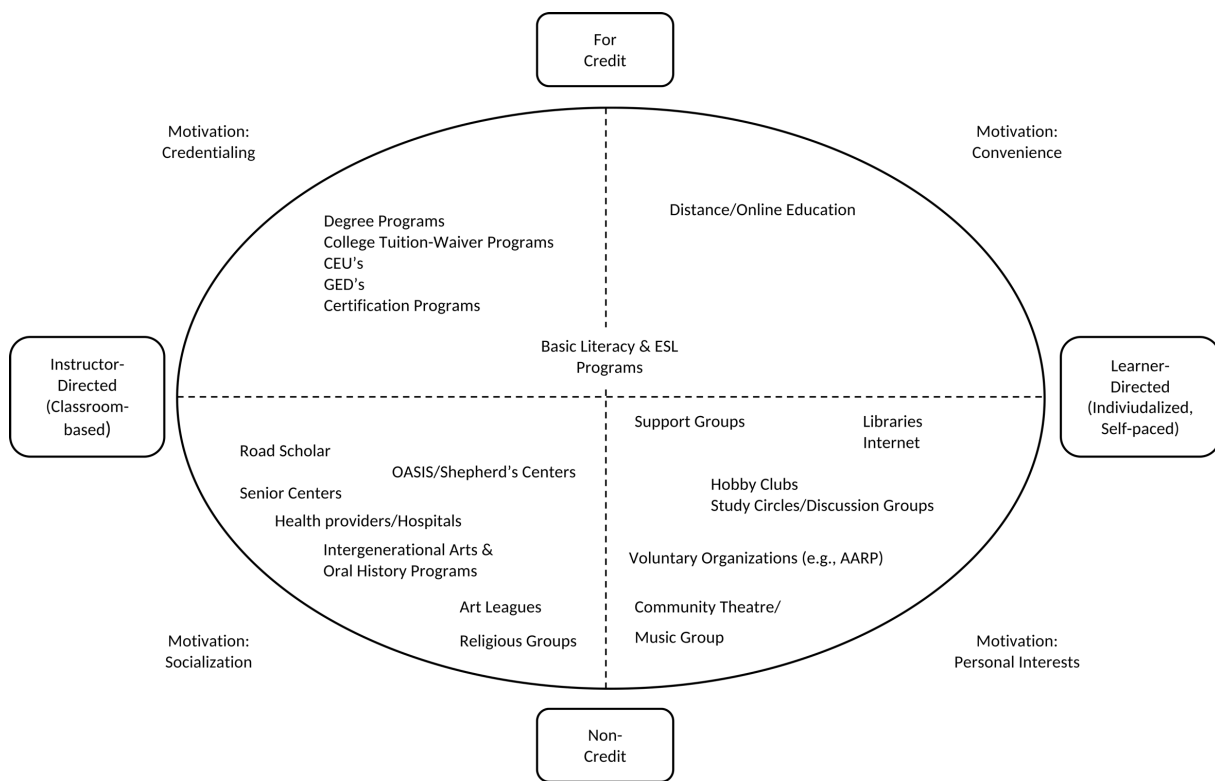 For
Credit
Motivation:
Credentialing
Motivation:
Convenience
Degree Programs
College Tuition-Waiver Programs
CEU’s
GED’s
Certification Programs
Distance/Online Education
Basic Literacy & ESL
Programs
Instructor-
Directed
(Classroom-
based)
Learner-
Directed
(Indiviudalized,
Self-paced)
Road Scholar
OASIS/Shepherd’s Centers
Senior Centers
Health providers/Hospitals
Intergenerational Arts &
Oral History Programs
Art Leagues
Religious Groups
Support Groups
Libraries
Internet
Hobby Clubs
Study Circles/Discussion Groups
Voluntary Organizations (e.g., AARP)
Community Theatre/
Music Group
Motivation:
Socialization
Motivation:
Personal Interests
Non-
Credit